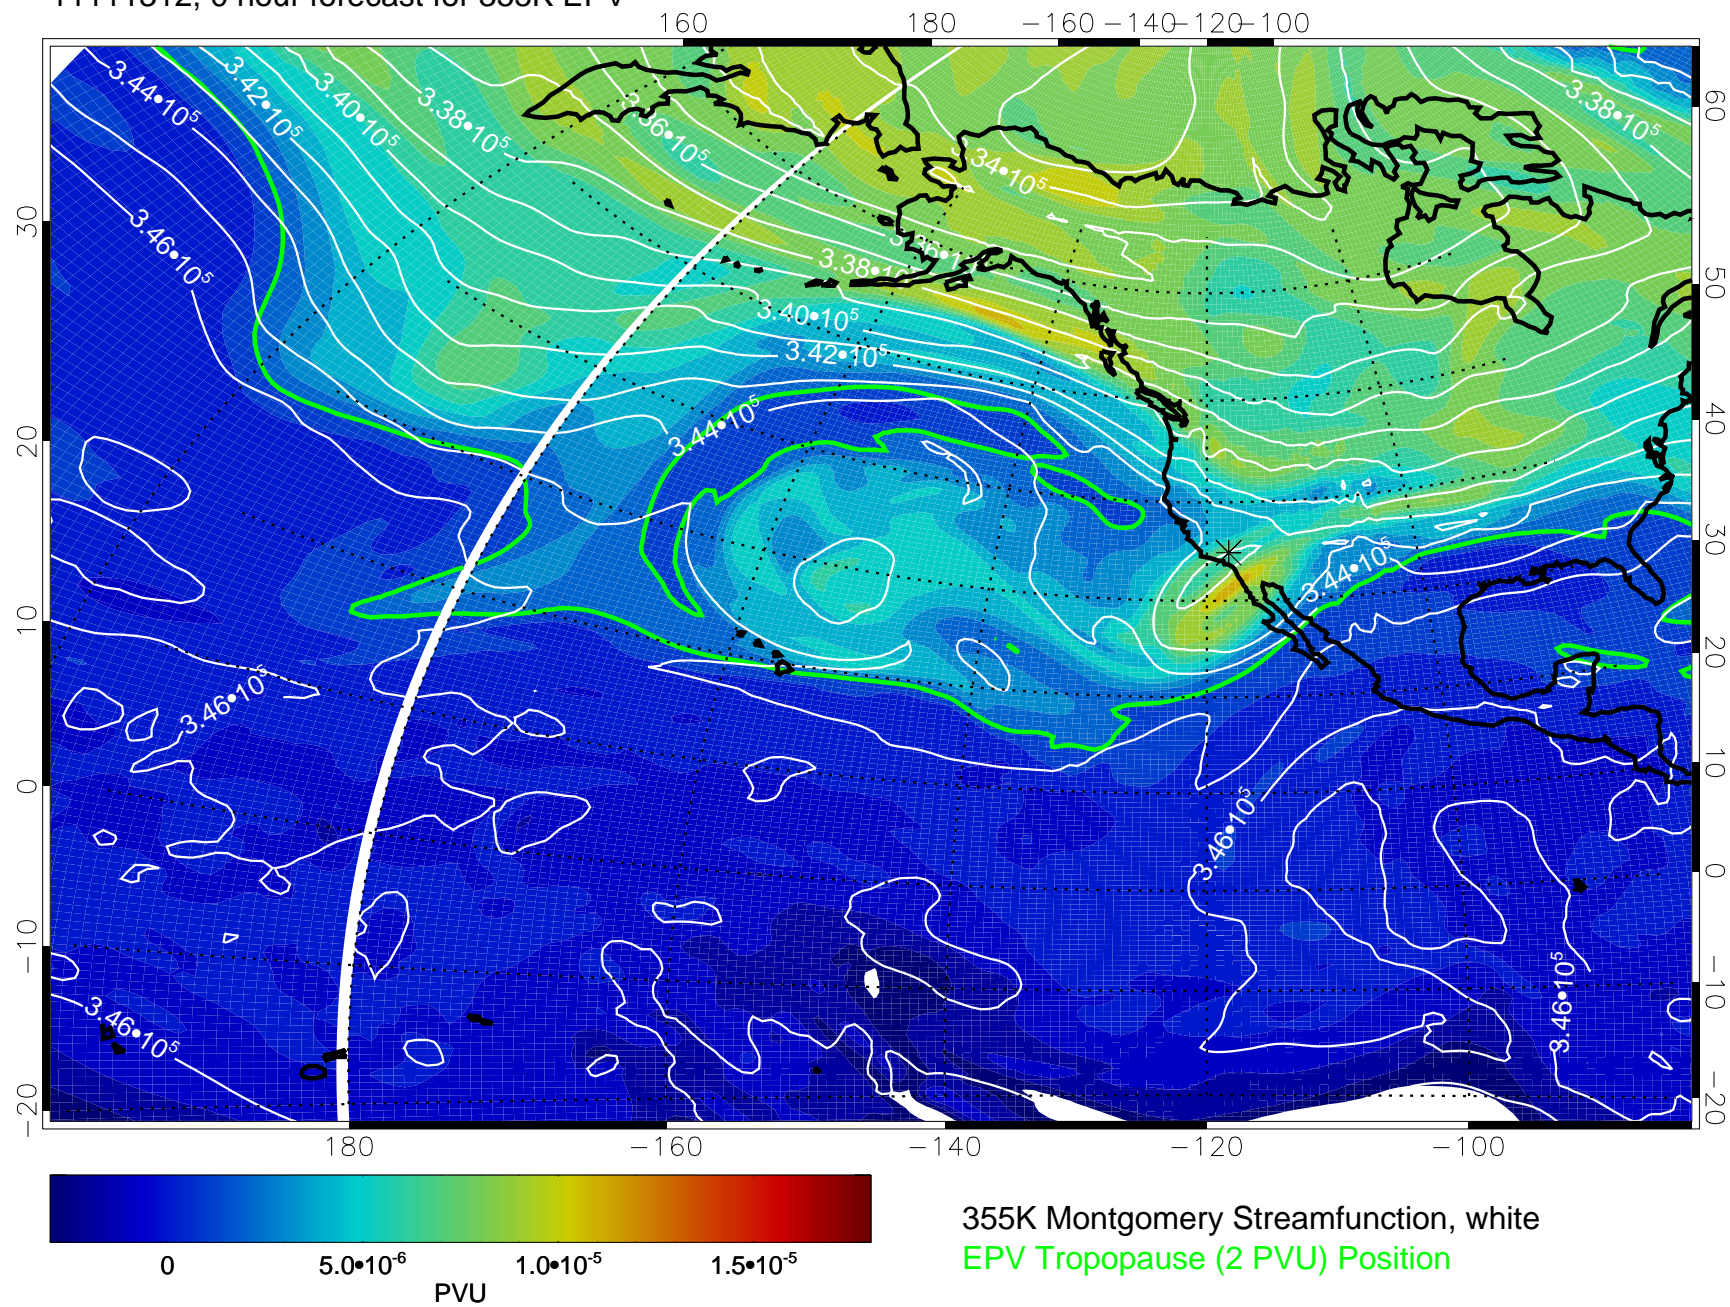 160 180 −160 −140 −120 −100
3.44•10⁵ 3.42•10⁵ 3.40•10⁵ 3.38•10⁵ 3.36•10⁵ 3.34•10⁵ 3.38•10⁵
3.46•10⁵
3.38•10
3.40•10⁵
3.42•10⁵
3.44•10⁵
3.44•10⁵
3.46•10⁵
3.46•10⁵
3.46•10⁵
3.46•10⁵
0
30 20 10 0 −10 −20
60 50 40 30 20 10 0 −10 −20
180 −160 −140 −120 −100
0 5.0•10⁻⁶ 1.0•10⁻⁵ 1.5•10⁻⁵
PVU
355K Montgomery Streamfunction, white
EPV Tropopause (2 PVU) Position